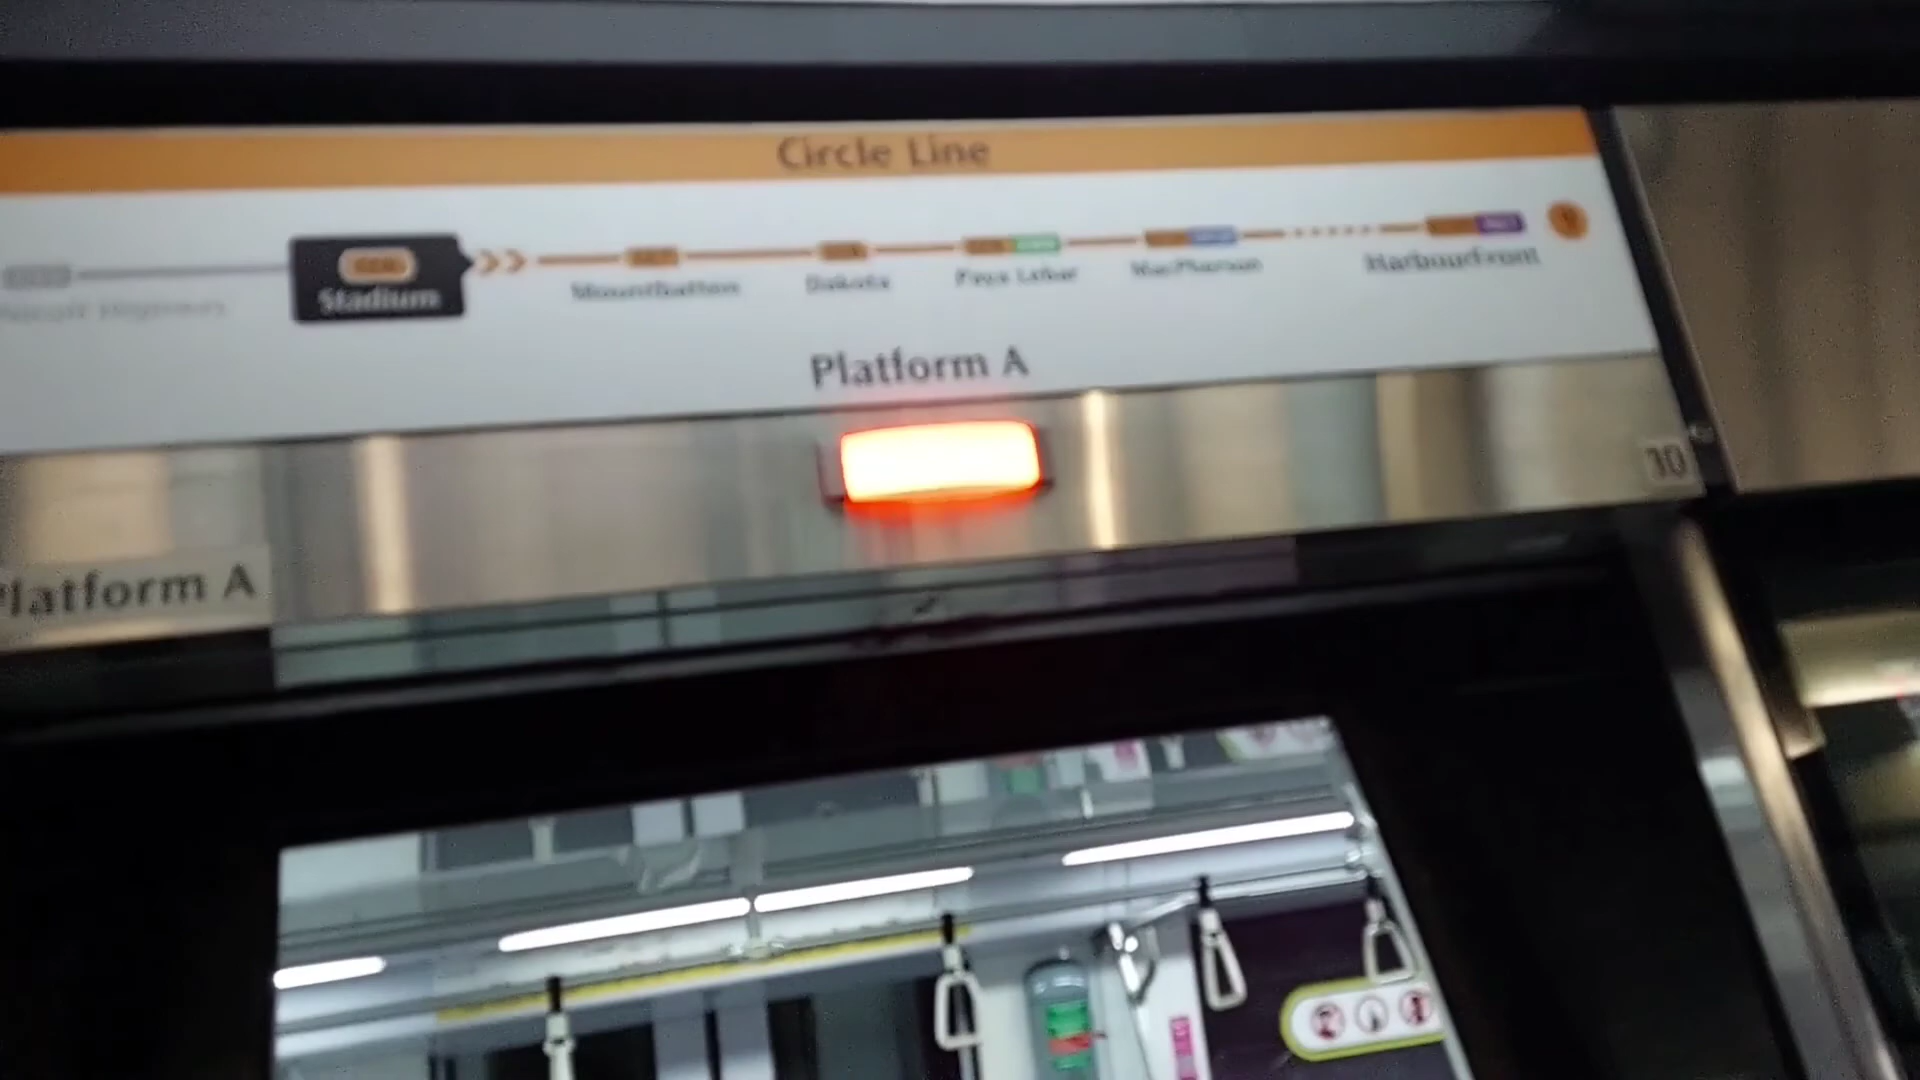 Circle Line
Stadium
Mountbatten
Dakota
Paya Lebar
MacPherson
HarbourFront
Platform A
10
Platform A